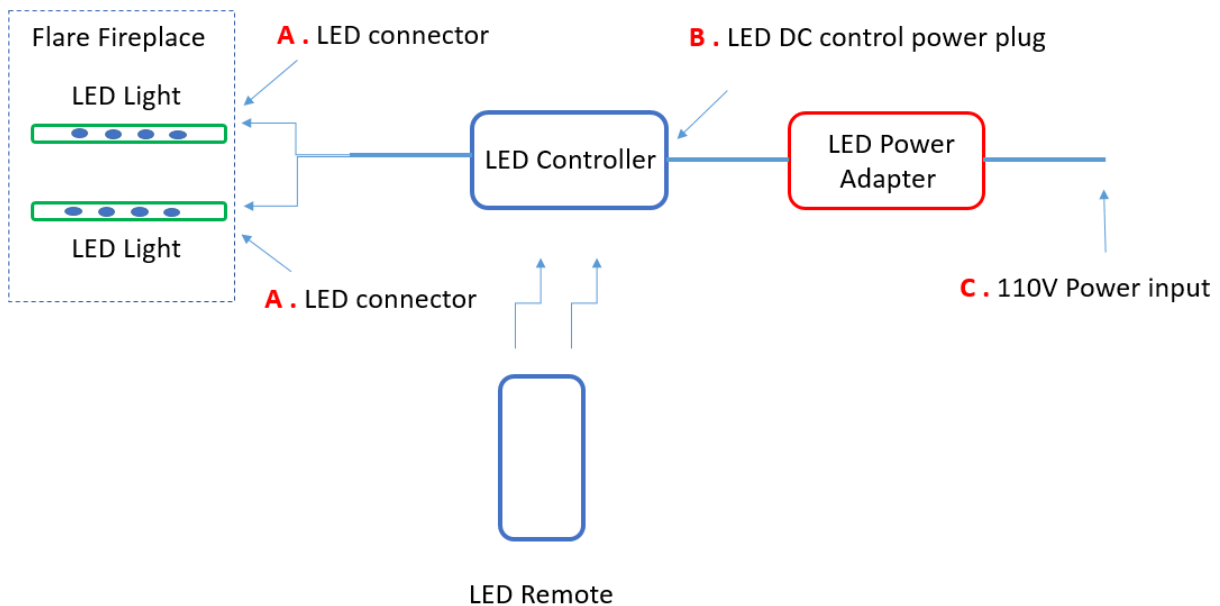 Flare Fireplace
A . LED connector
B . LED DC control power plug
LED Light
LED Controller
LED Power
Adapter
LED Light
A . LED connector
C . 110V Power input
LED Remote